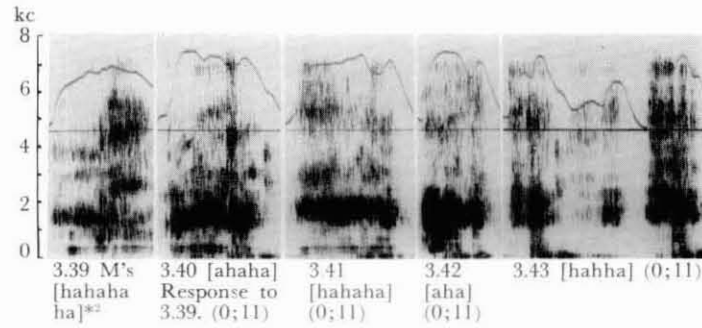 kc
8
6
4
2
0
3.39 M's
[hahaha
ha]*²
3.40 [ahaha]
Response to
3.39. (0;11)
3.41
[hahaha]
(0;11)
3.42
[aha]
(0;11)
3.43 [hahha] (0;11)